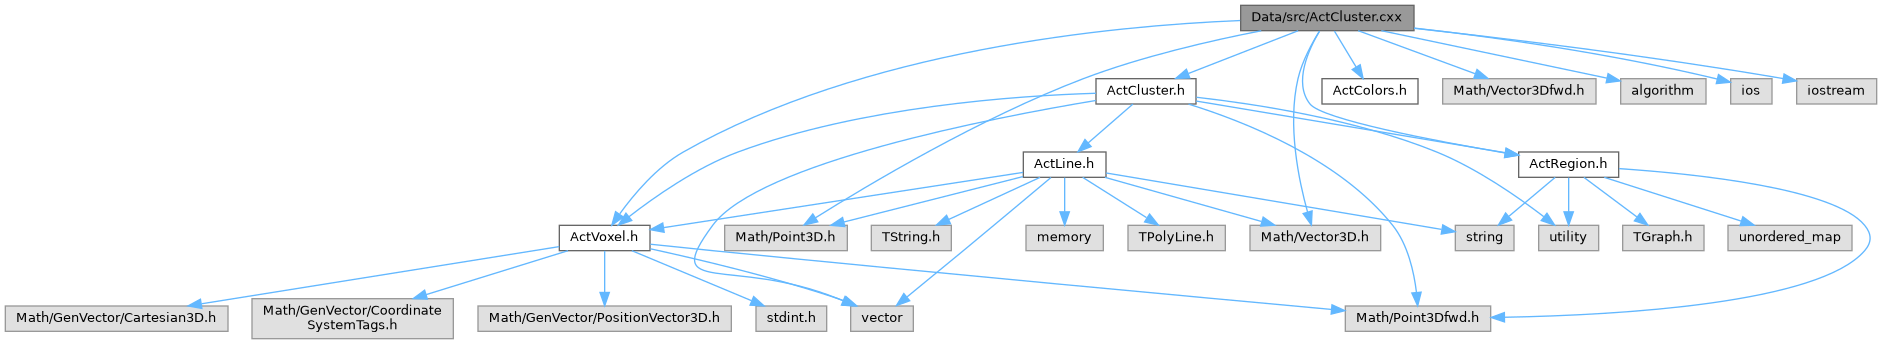 Data/src/ActCluster.cxx
ActCluster.h
ActColors.h
Math/Vector3Dfwd.h
algorithm
ios
iostream
ActLine.h
ActRegion.h
ActVoxel.h
Math/Point3D.h
TString.h
memory
TPolyLine.h
Math/Vector3D.h
string
utility
TGraph.h
unordered_map
Math/GenVector/Cartesian3D.h
Math/GenVector/Coordinate
SystemTags.h
Math/GenVector/PositionVector3D.h
stdint.h
vector
Math/Point3Dfwd.h